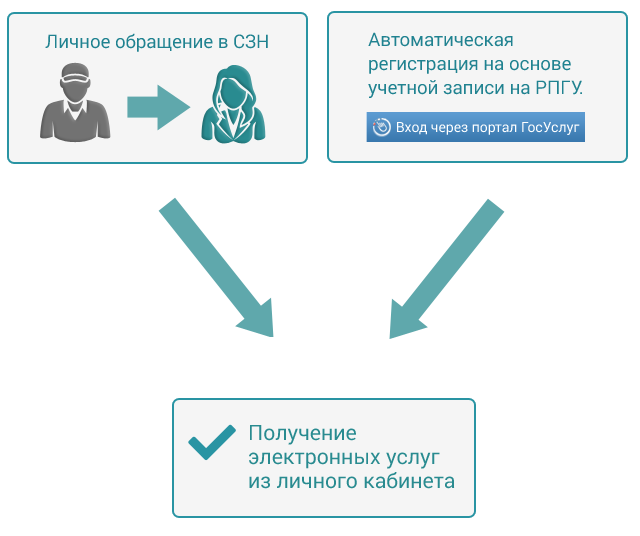 Личное обращение в СЗН
Автоматическая
регистрация на основе
учетной записи на РПГУ.
Вход через портал ГосУслуг
Получение
электронных услуг
из личного кабинета